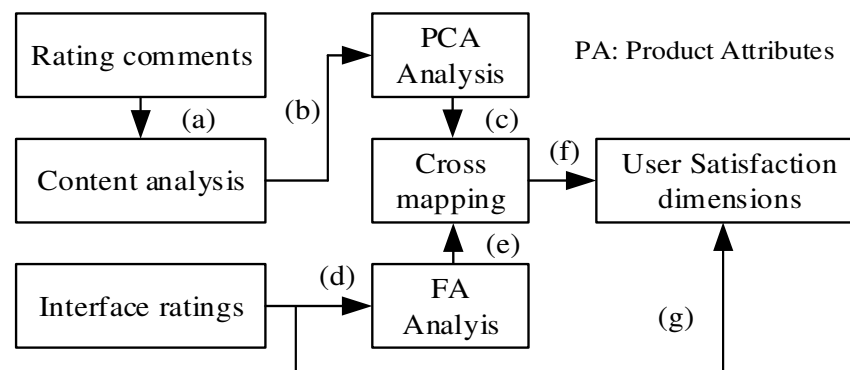 Rating comments
(a)
Content analysis
(b)
PCA
Analysis
(c)
Cross
mapping
(f)
User Satisfaction
dimensions
PA: Product Attributes
Interface ratings
(d)
FA
Analyis
(e)
(g)